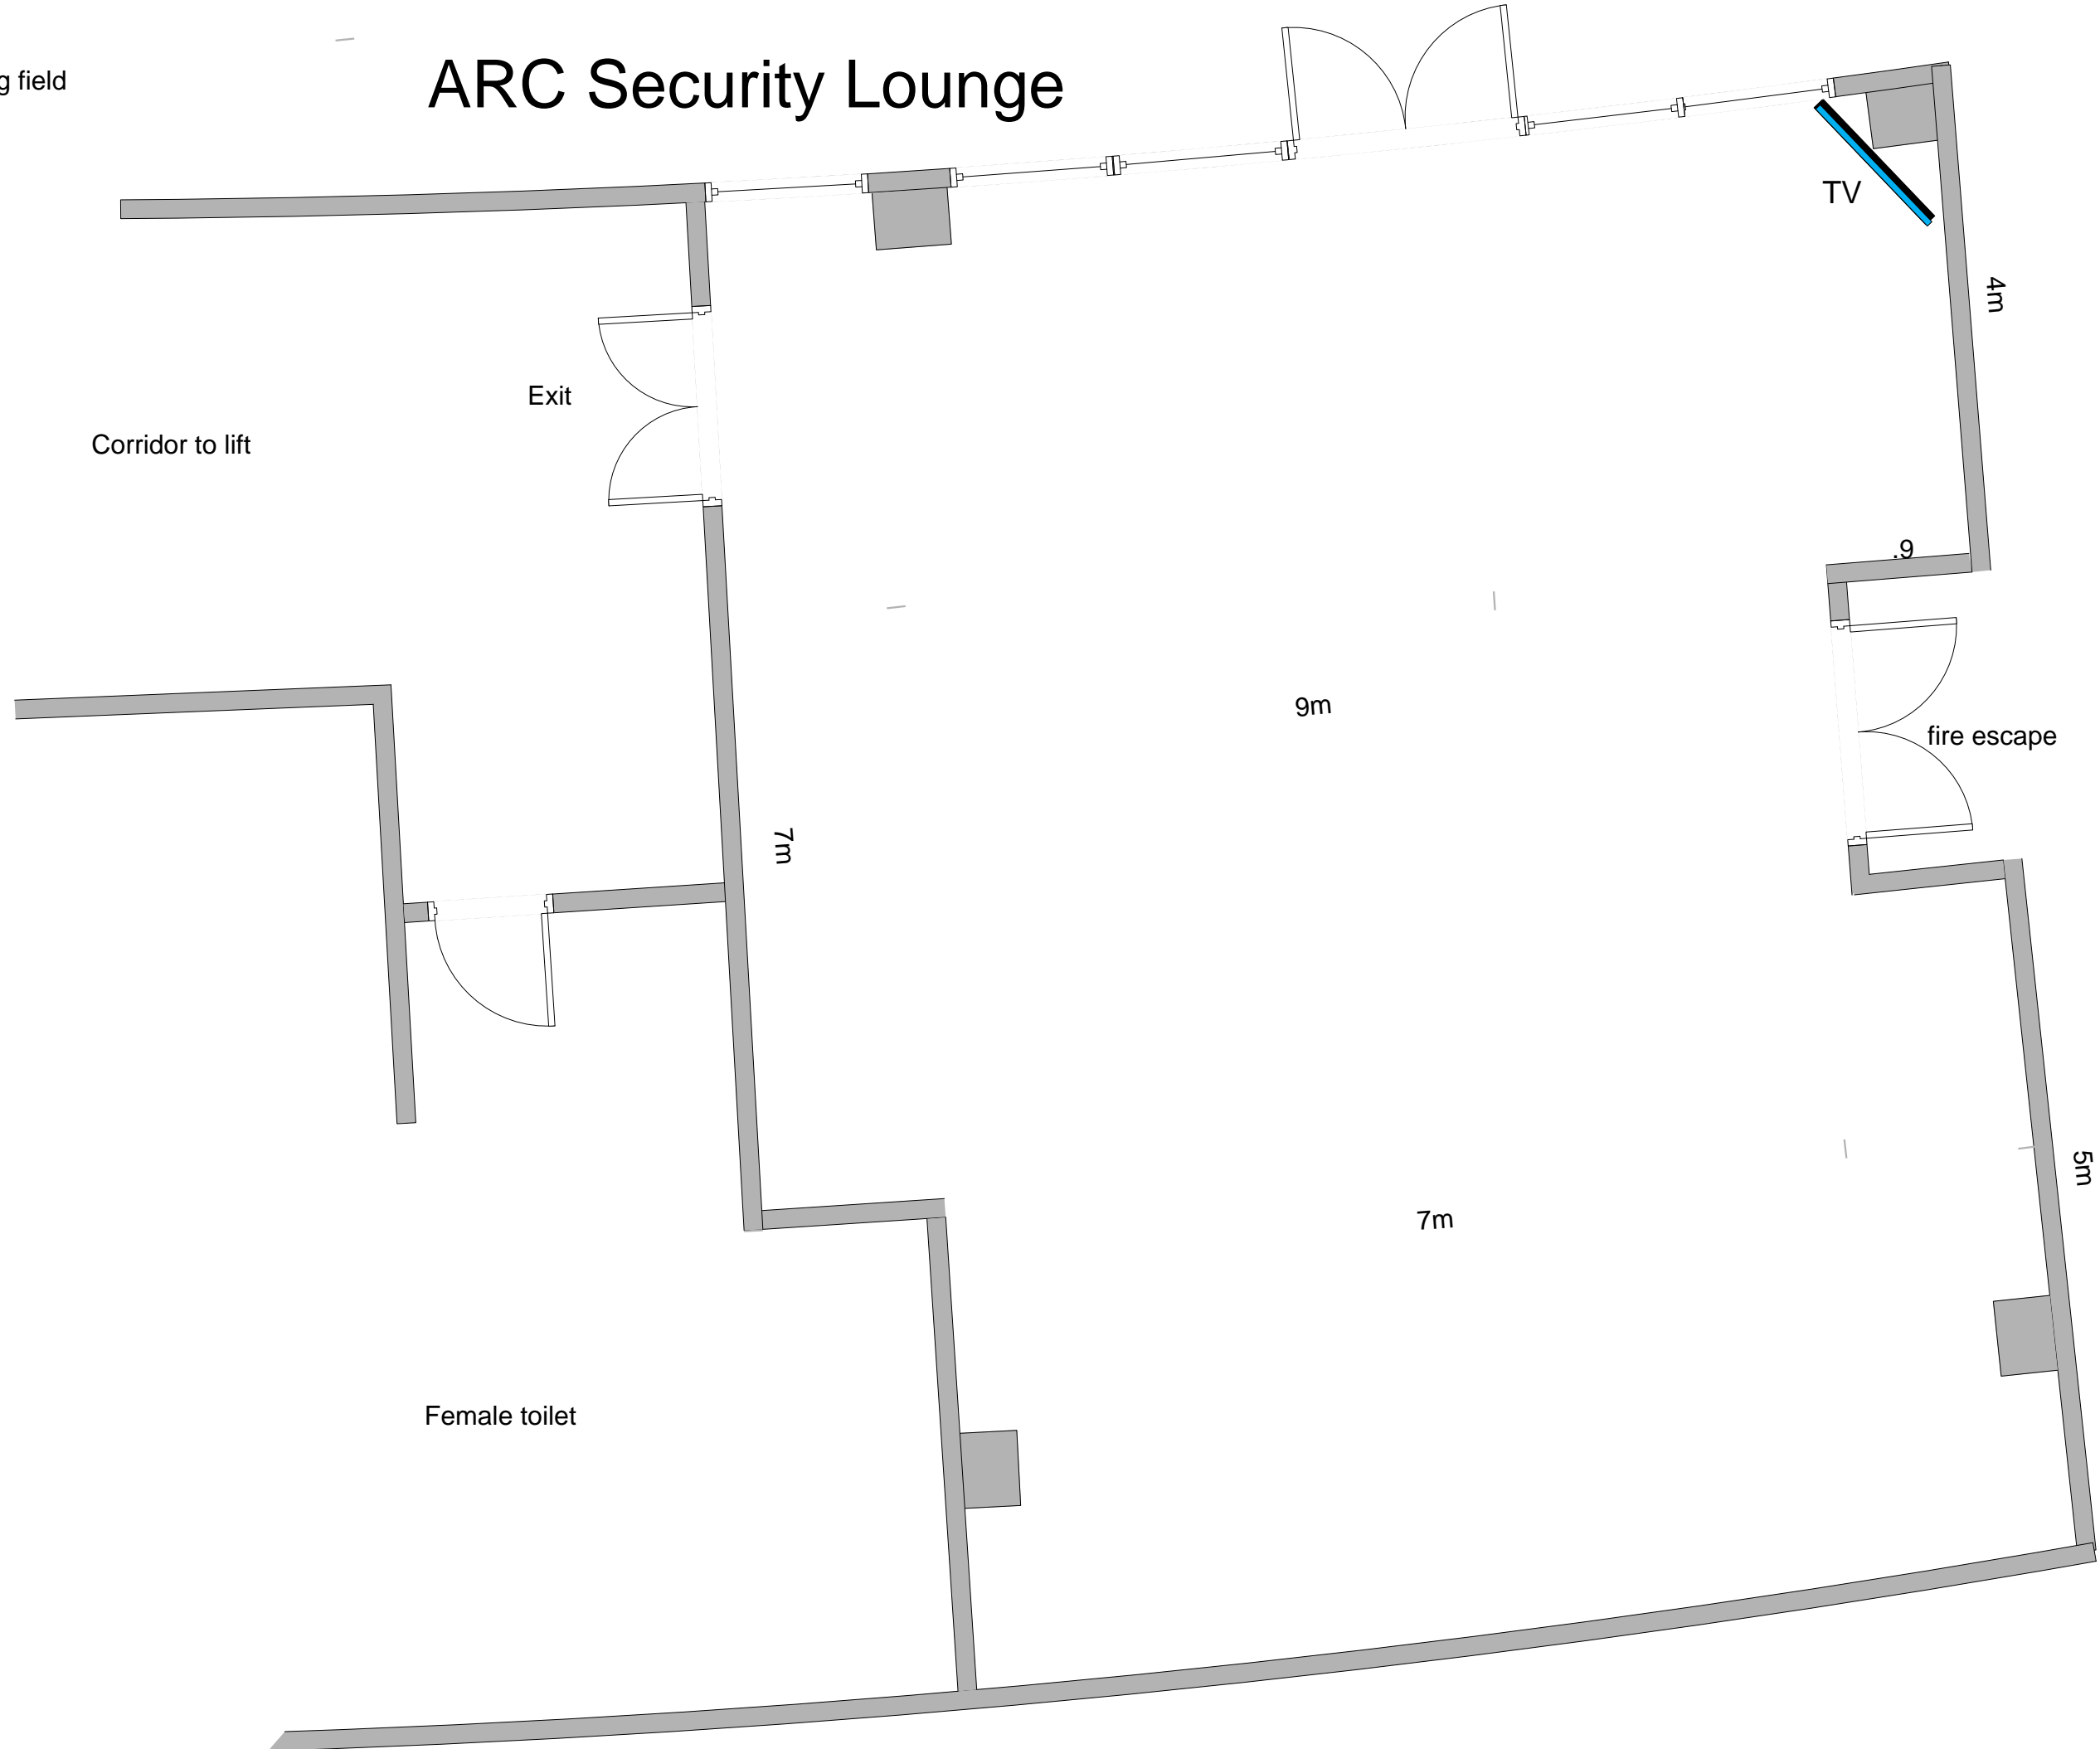 g field
ARC Security Lounge
TV
4m
Exit
Corridor to lift
.9
9m
fire escape
7m
5m
7m
Female toilet